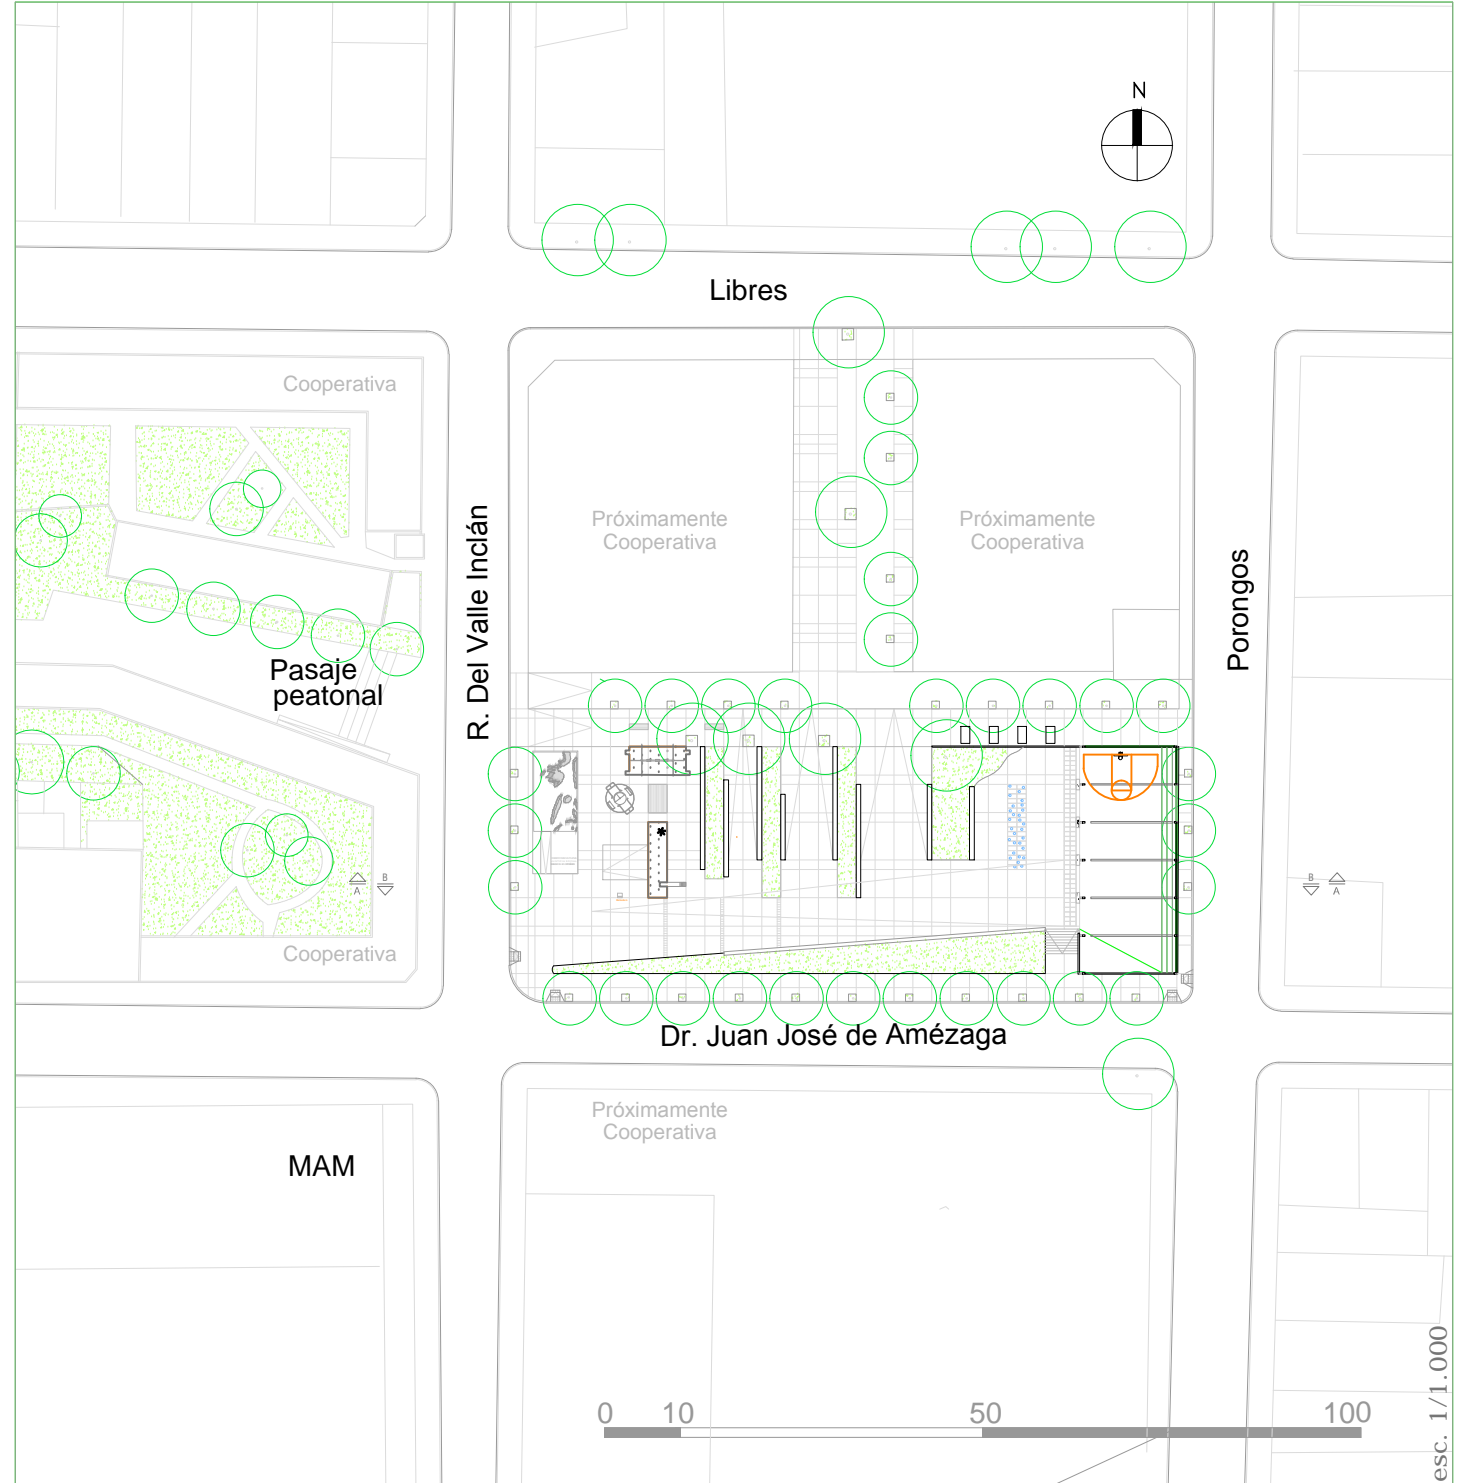 N
Libres
Cooperativa
R. Del Valle Inclán
Próximamente
Cooperativa
Próximamente
Cooperativa
Porongos
Pasaje
peatonal
A
B
B
A
Cooperativa
Dr. Juan José de Amézaga
Próximamente
Cooperativa
MAM
0 10 50 100
esc. 1/1.000